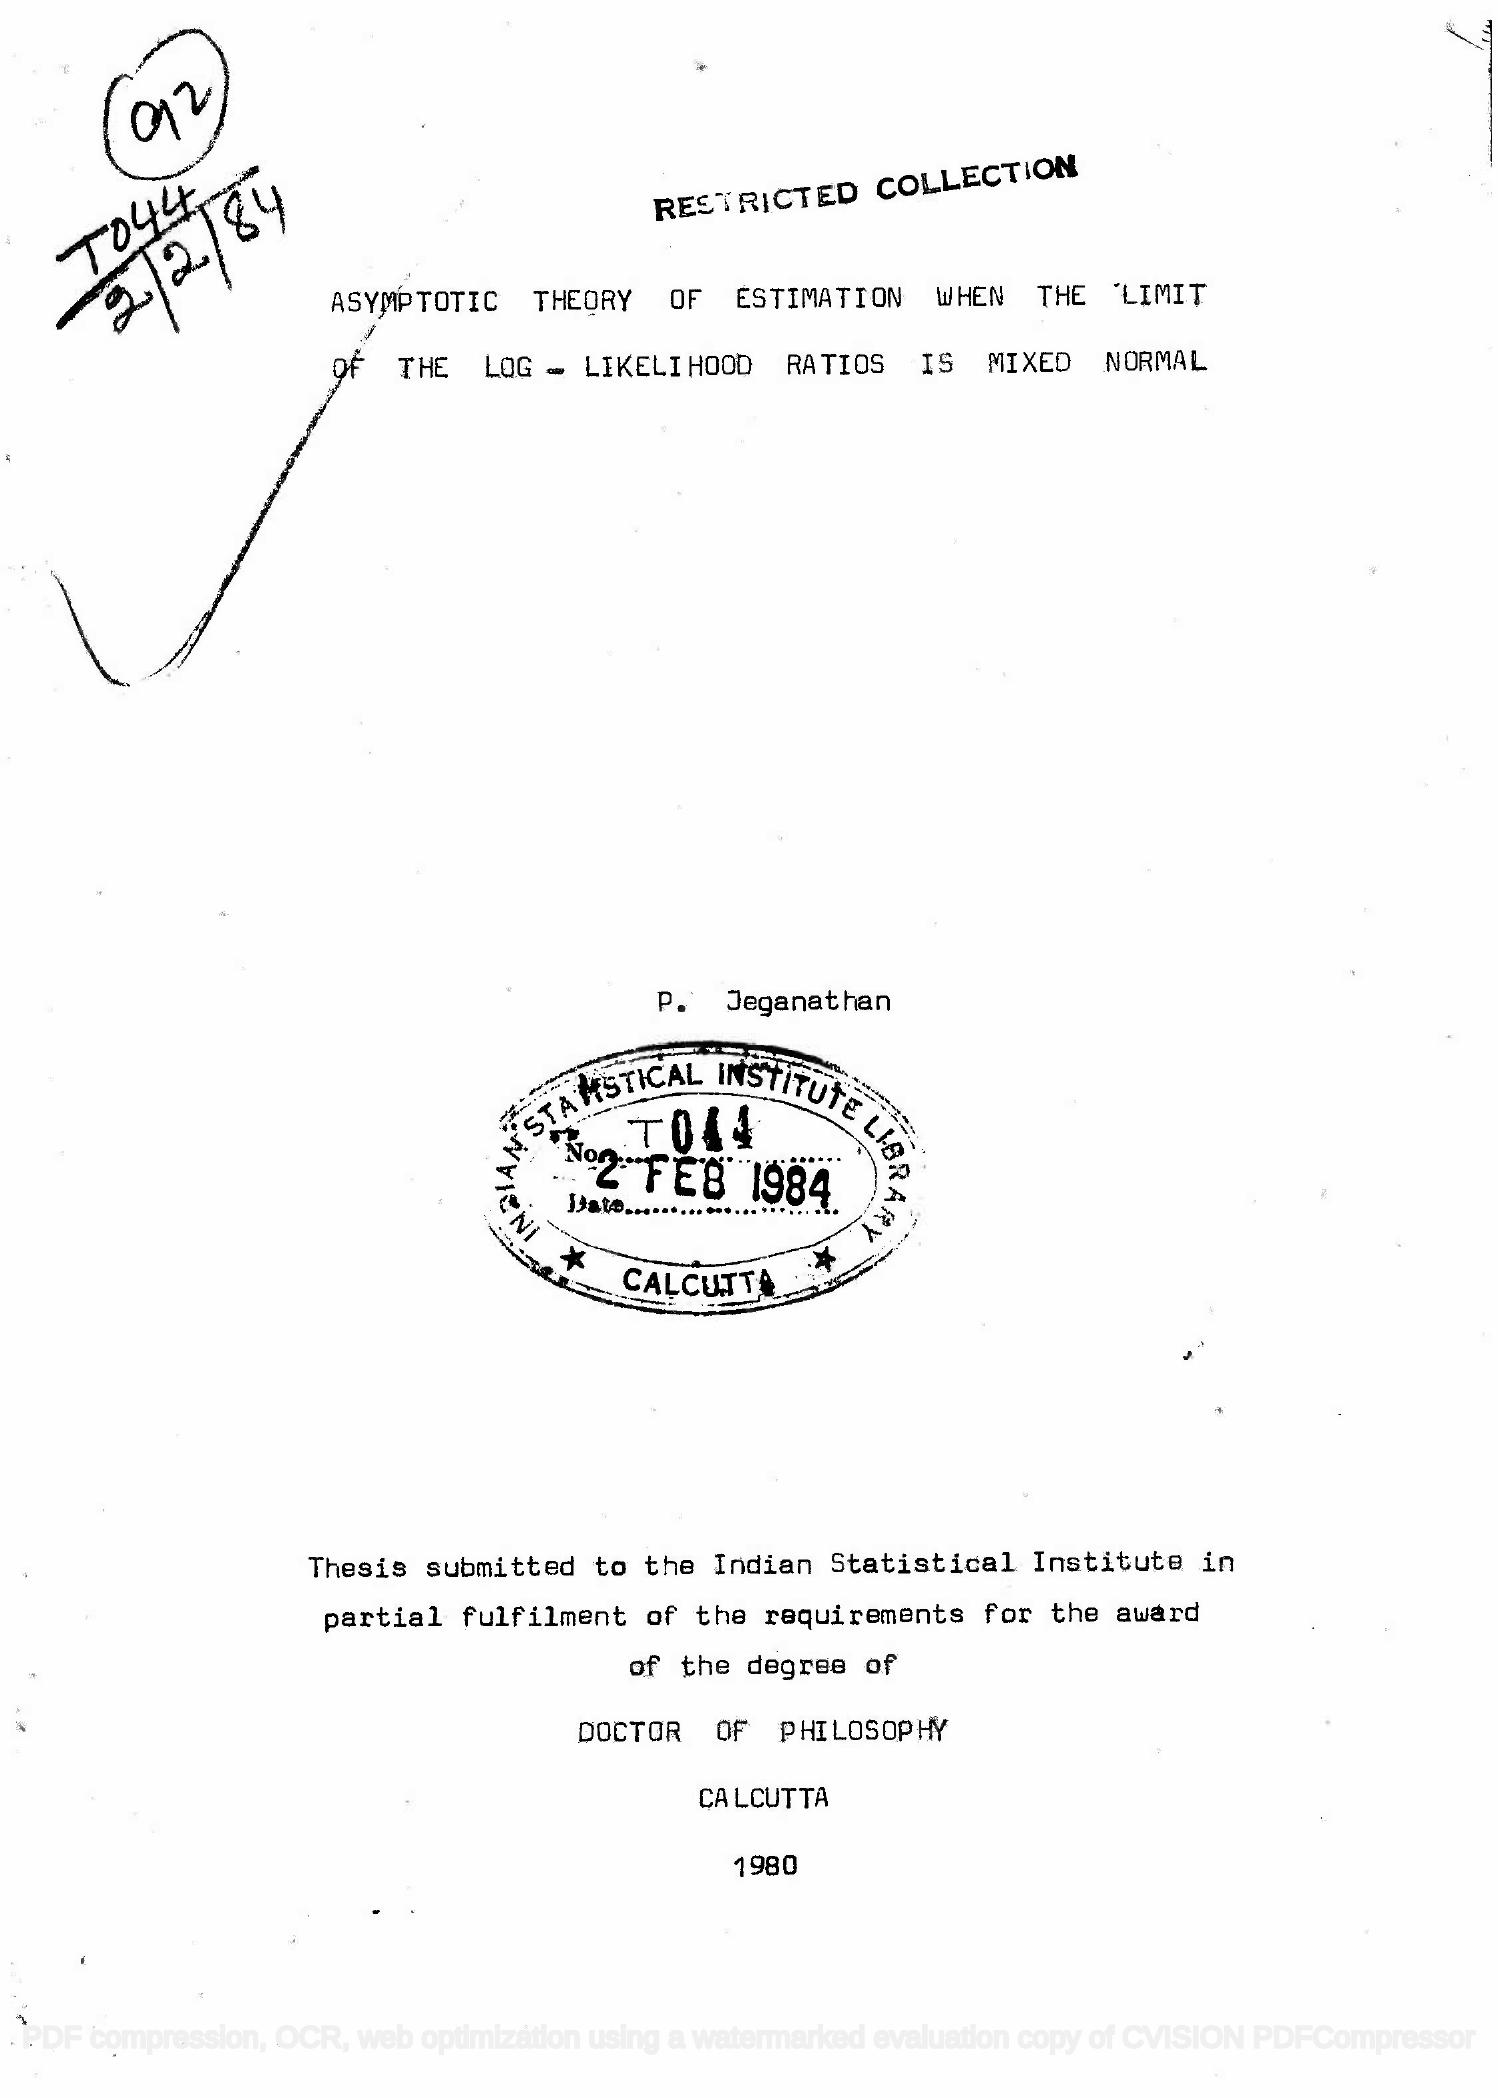 92
T044
2/2/84
RESTRICTED COLLECTION
ASYMPTOTIC THEORY OF ESTIMATION WHEN THE LIMIT
OF THE LOG - LIKELIHOOD RATIOS IS MIXED NORMAL
P. Jeganathan
INDIAN STATISTICAL INSTITUTE LIBRARY
No. T044
2 FEB 1984
Date
★ CALCUTTA ★
Thesis submitted to the Indian Statistical Institute in
partial fulfilment of the requirements for the award
of the degree of
DOCTOR OF PHILOSOPHY
CALCUTTA
1980
PDF compression, OCR, web optimization using a watermarked evaluation copy of CVISION PDFCompressor